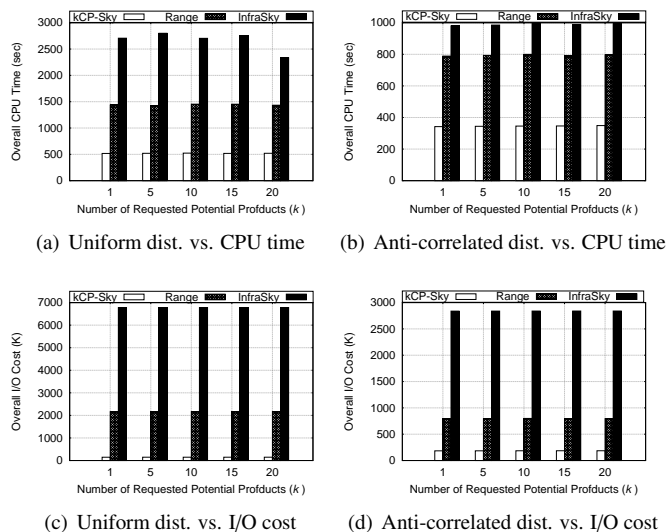 kCP-Sky Range InfraSky
3000
2500
2000
1500
1000
500
0
Overall CPU Time (sec)
1 5 10 15 20
Number of Requested Potential Products (k)
(a) Uniform dist. vs. CPU time
kCP-Sky Range InfraSky
1000
800
600
400
200
0
Overall CPU Time (sec)
1 5 10 15 20
Number of Requested Potential Products (k)
(b) Anti-correlated dist. vs. CPU time
kCP-Sky Range InfraSky
7000
6000
5000
4000
3000
2000
1000
0
Overall I/O Cost (K)
1 5 10 15 20
Number of Requested Potential Products (k)
(c) Uniform dist. vs. I/O cost
kCP-Sky Range InfraSky
3000
2500
2000
1500
1000
500
0
Overall I/O Cost (K)
1 5 10 15 20
Number of Requested Potential Products (k)
(d) Anti-correlated dist. vs. I/O cost